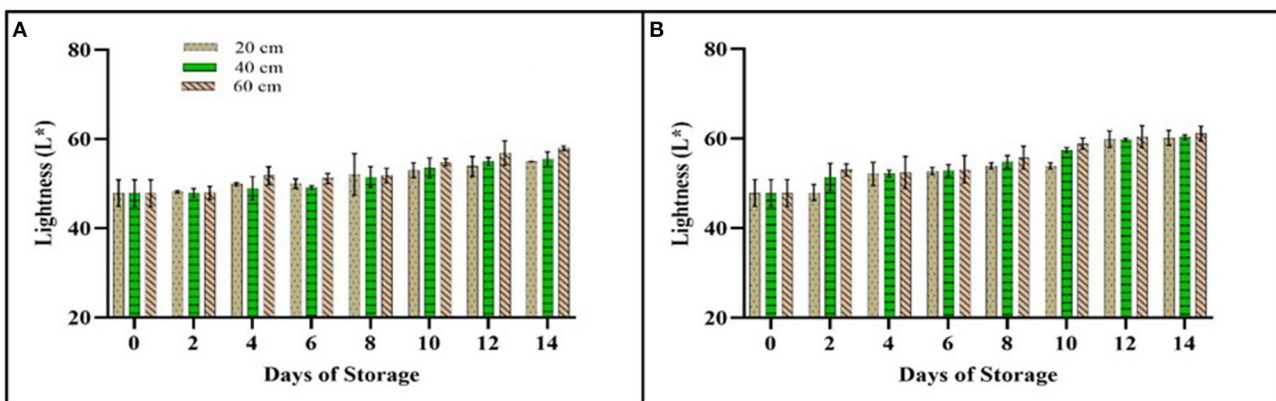 A
80
60
40
20
Lightness (L*)
20 cm
40 cm
60 cm
0 2 4 6 8 10 12 14
Days of Storage
B
80
60
40
20
Lightness (L*)
0 2 4 6 8 10 12 14
Days of Storage